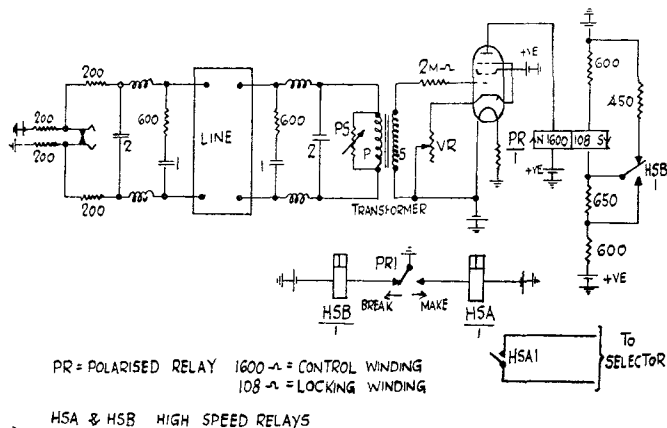 200
200
200
200
2
600
1
LINE
600
1
2
PS
P
S
TRANSFORMER
2M Ω
VR
+VE
PR
1
N 1600 108 S
+VE
600
450
HSB
1
650
600
+VE
HSB
1
PR1
BREAK
MAKE
HSA
1
HSA1
TO
SELECTOR
PR = POLARISED RELAY 1600 Ω = CONTROL WINDING
108 Ω = LOCKING WINDING
HSA & HSB HIGH SPEED RELAYS